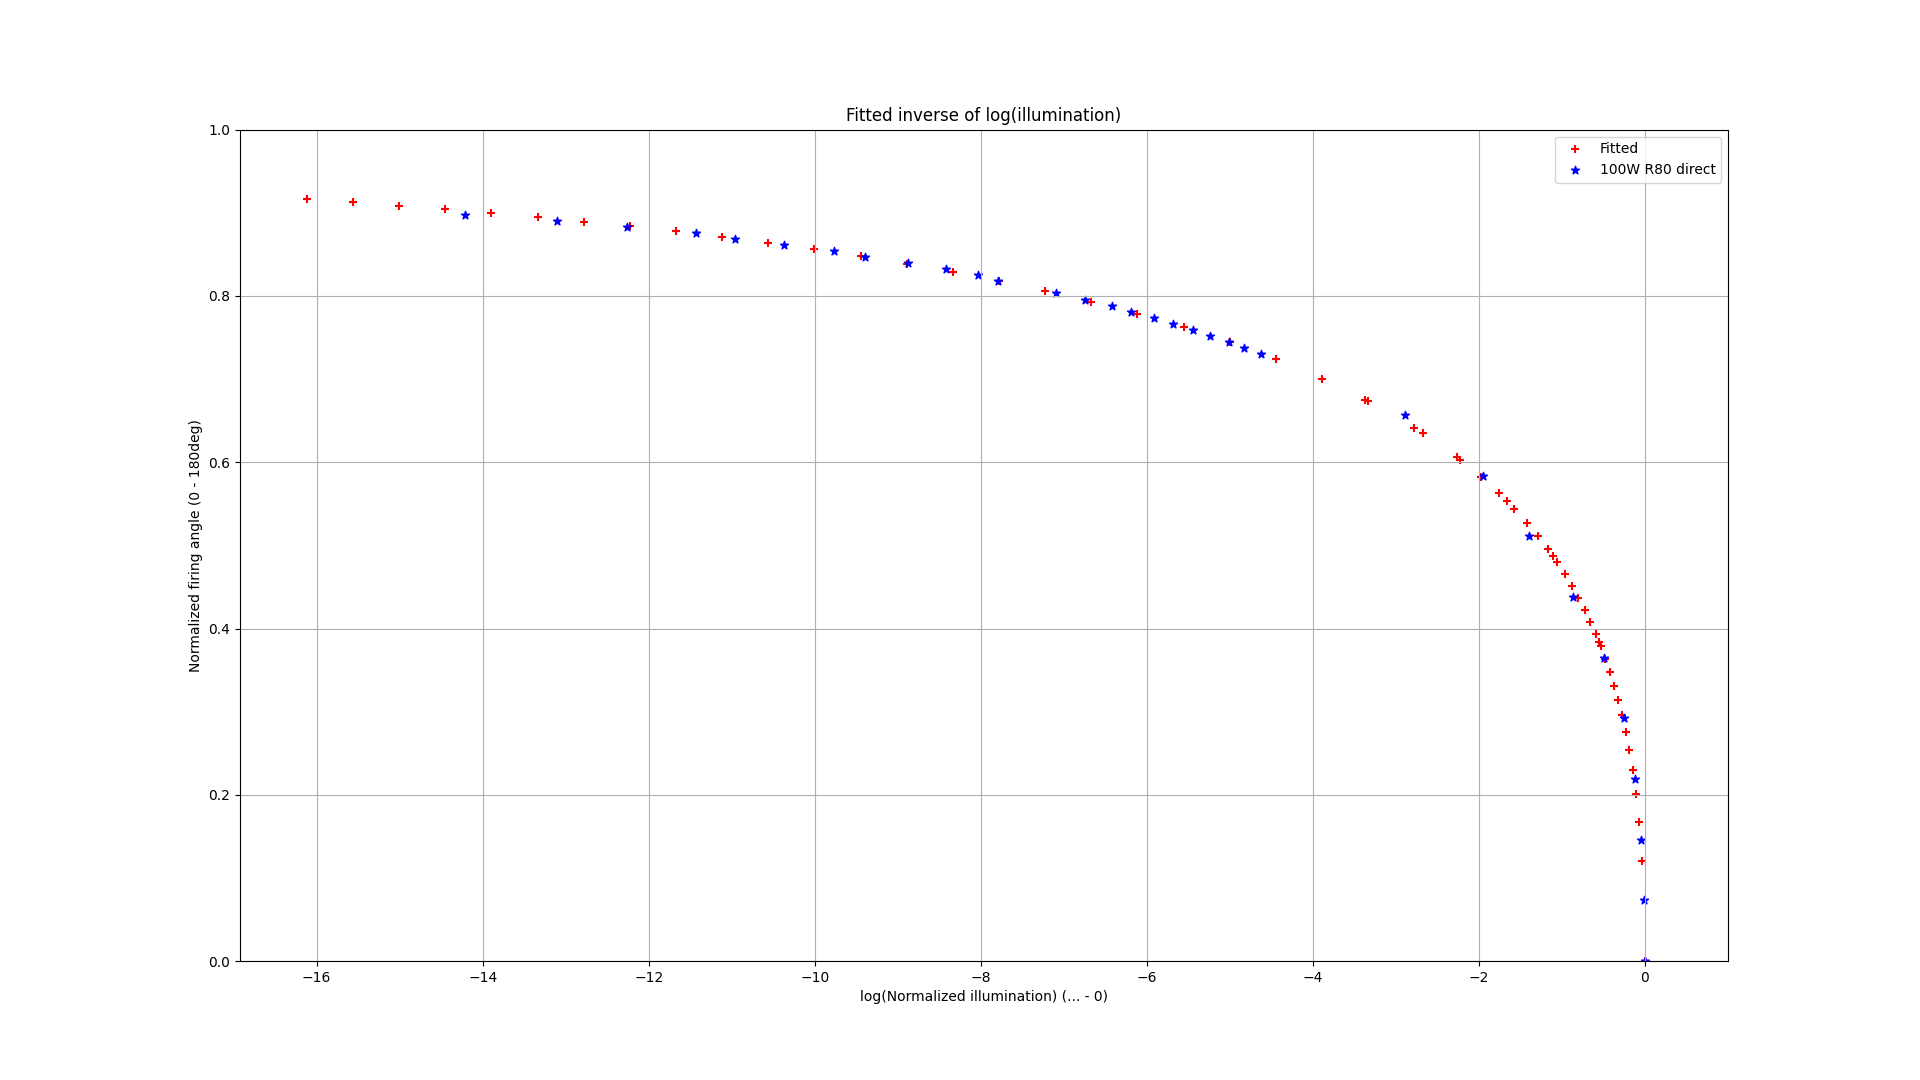 Fitted inverse of log(illumination)
Fitted
100W R80 direct
1.0
0.8
0.6
0.4
0.2
0.0
Normalized firing angle (0 - 180deg)
−16 −14 −12 −10 −8 −6 −4 −2 0
log(Normalized illumination) (... - 0)